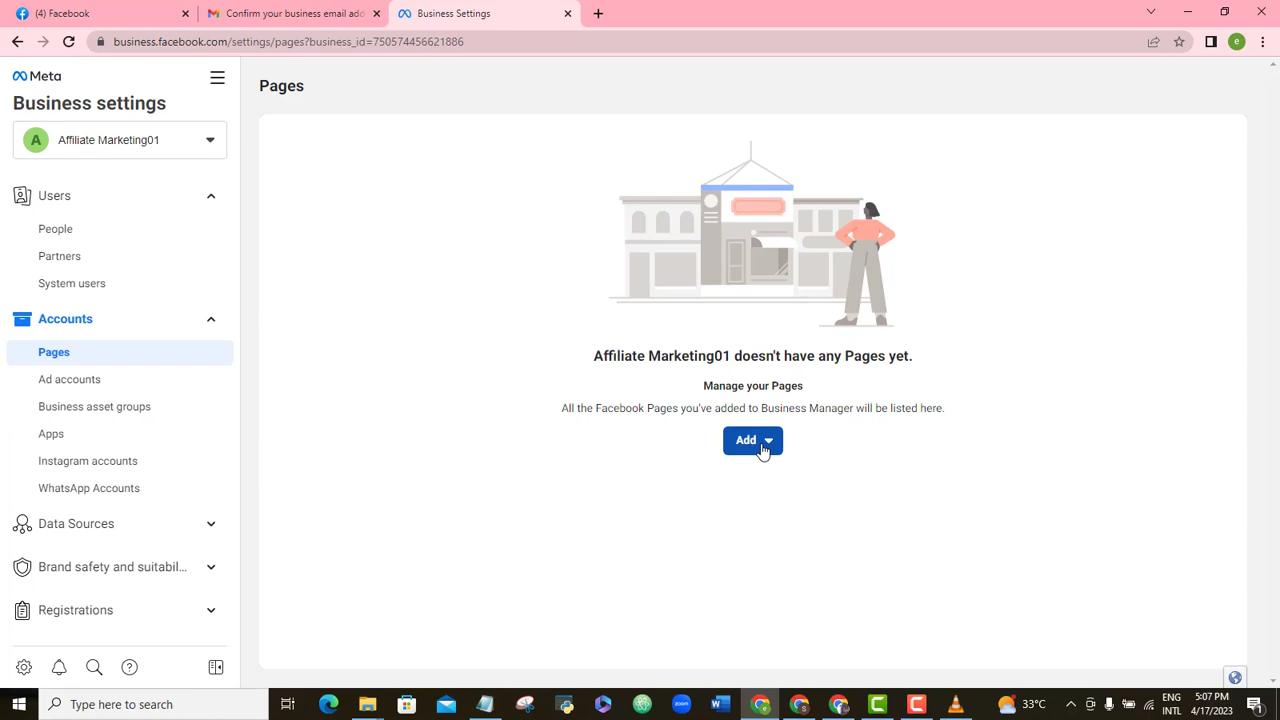 (4) Facebook
Confirm your business email add
Business Settings
business.facebook.com/settings/pages?business_id=750574456621886
e
Meta
Business settings
A Affiliate Marketing01
Users
People
Partners
System users
Accounts
Pages
Ad accounts
Business asset groups
Apps
Instagram accounts
WhatsApp Accounts
Data Sources
Brand safety and suitabil...
Registrations
Pages
Affiliate Marketing01 doesn't have any Pages yet.
Manage your Pages
All the Facebook Pages you've added to Business Manager will be listed here.
Add
Type here to search
zoom
33°C
ENG
INTL
5:07 PM
4/17/2023